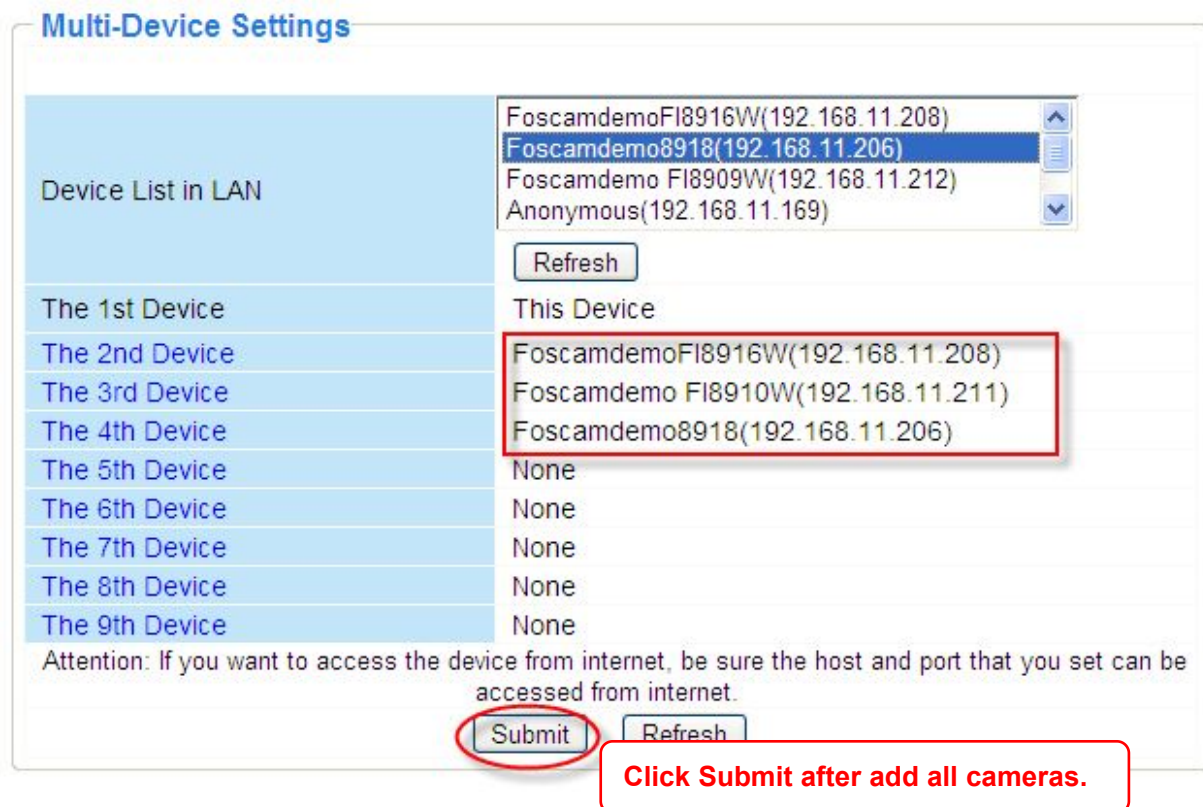 Multi-Device Settings
Device List in LAN
FoscamdemoFI8916W(192.168.11.208)
Foscamdemo8918(192.168.11.206)
Foscamdemo FI8909W(192.168.11.212)
Anonymous(192.168.11.169)
Refresh
The 1st Device This Device
The 2nd Device FoscamdemoFI8916W(192.168.11.208)
The 3rd Device Foscamdemo FI8910W(192.168.11.211)
The 4th Device Foscamdemo8918(192.168.11.206)
The 5th Device None
The 6th Device None
The 7th Device None
The 8th Device None
The 9th Device None
Attention: If you want to access the device from internet, be sure the host and port that you set can be
accessed from internet.
Submit Refresh
Click Submit after add all cameras.